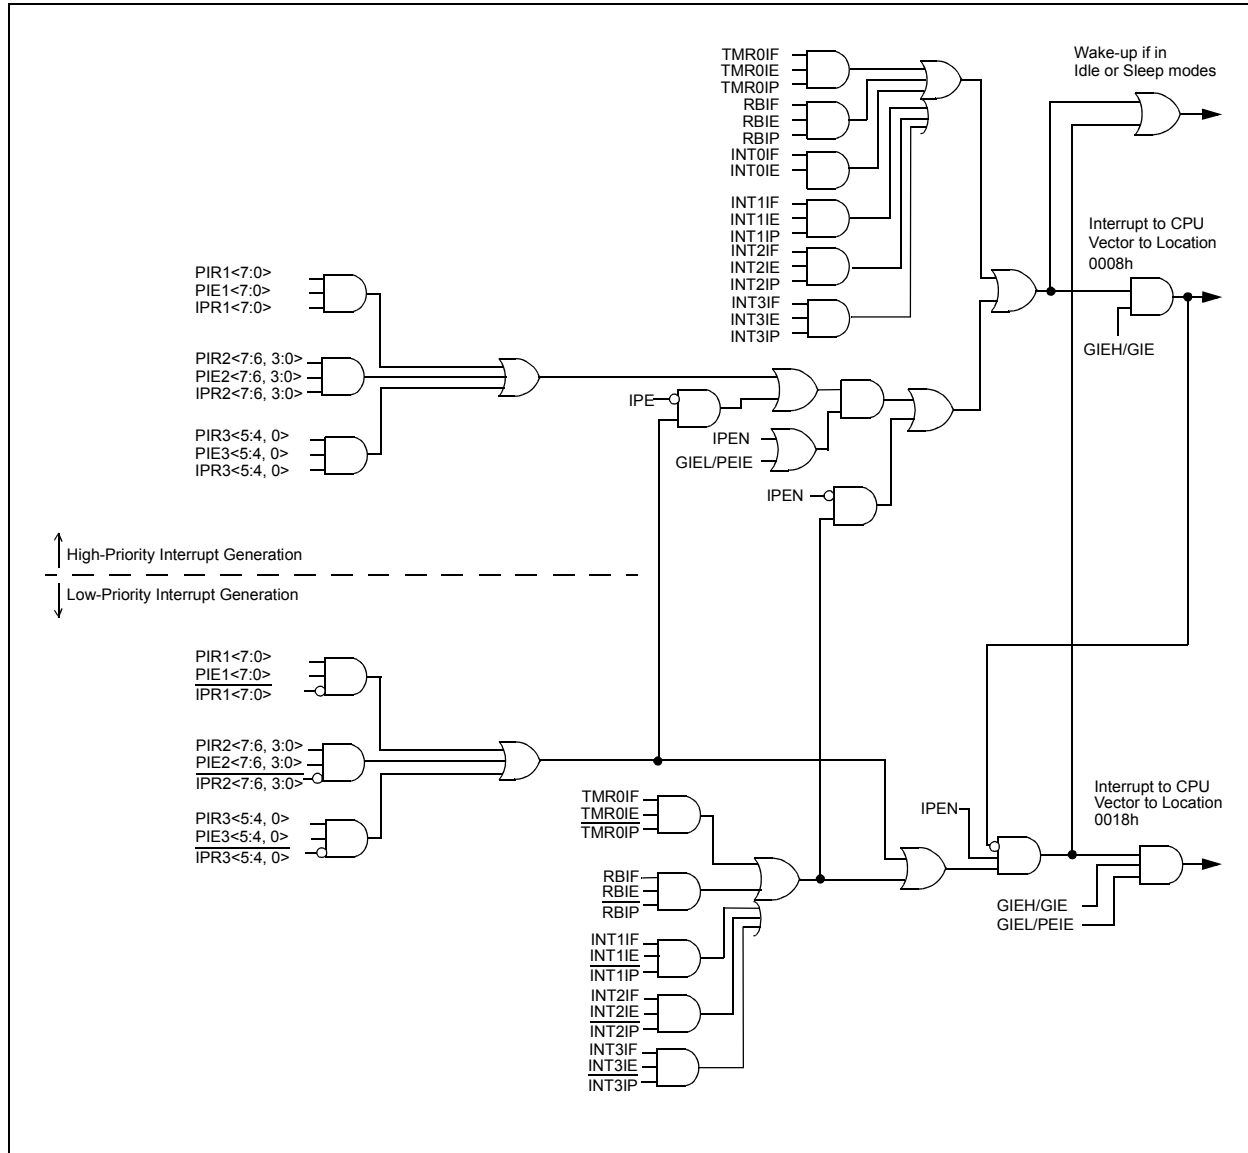 TMR0IF
TMR0IE
TMR0IP
RBIF
RBIE
RBIP
INT0IF
INT0IE
INT1IF
INT1IE
INT1IP
INT2IF
INT2IE
INT2IP
INT3IF
INT3IE
INT3IP
Wake-up if in
Idle or Sleep modes
Interrupt to CPU
Vector to Location
0008h
GIEH/GIE
PIR1<7:0>
PIE1<7:0>
IPR1<7:0>
PIR2<7:6, 3:0>
PIE2<7:6, 3:0>
IPR2<7:6, 3:0>
PIR3<5:4, 0>
PIE3<5:4, 0>
IPR3<5:4, 0>
IPE
IPEN
GIEL/PEIE
IPEN
High-Priority Interrupt Generation
Low-Priority Interrupt Generation
PIR1<7:0>
PIE1<7:0>
IPR1<7:0>
PIR2<7:6, 3:0>
PIE2<7:6, 3:0>
IPR2<7:6, 3:0>
PIR3<5:4, 0>
PIE3<5:4, 0>
IPR3<5:4, 0>
TMR0IF
TMR0IE
TMR0IP
RBIF
RBIE
RBIP
INT1IF
INT1IE
INT1IP
INT2IF
INT2IE
INT2IP
INT3IF
INT3IE
INT3IP
IPEN
Interrupt to CPU
Vector to Location
0018h
GIEH/GIE
GIEL/PEIE